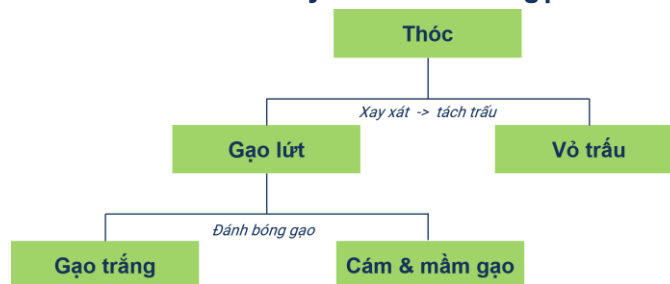 Thóc
Xay xát -> tách trấu
Gạo lứt
Vỏ trấu
Đánh bóng gạo
Gạo trắng
Cám & mầm gạo